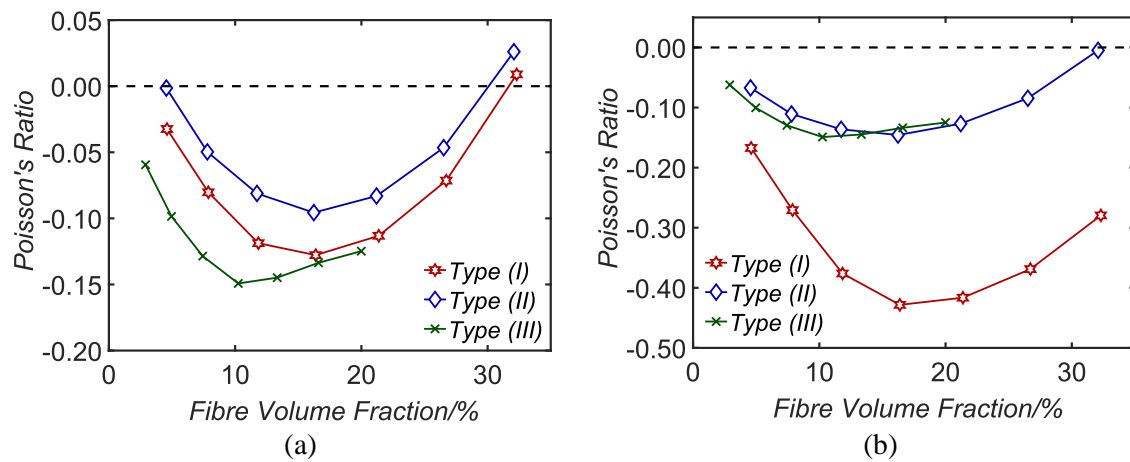 0.05
0.00
-0.05
-0.10
-0.15
-0.20
Poisson's Ratio
Type (I)
Type (II)
Type (III)
0 10 20 30
Fibre Volume Fraction/%
(a)
0.00
-0.10
-0.20
-0.30
-0.40
-0.50
Poisson's Ratio
Type (I)
Type (II)
Type (III)
0 10 20 30
Fibre Volume Fraction/%
(b)